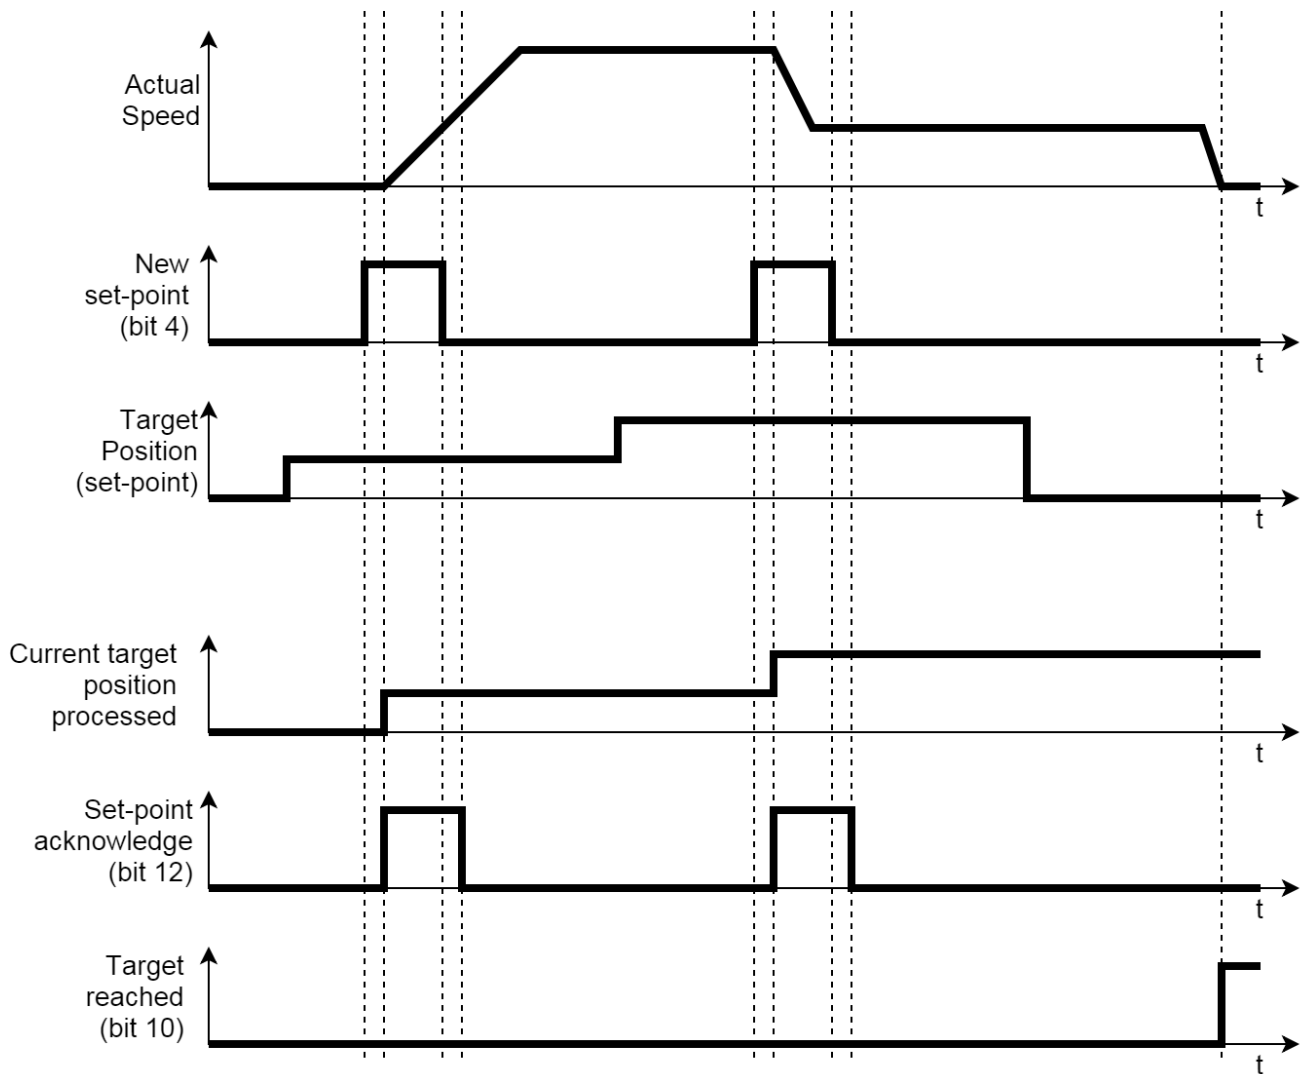 Actual
Speed
t
New
set-point
(bit 4)
t
Target
Position
(set-point)
t
Current target
position
processed
t
Set-point
acknowledge
(bit 12)
t
Target
reached
(bit 10)
t